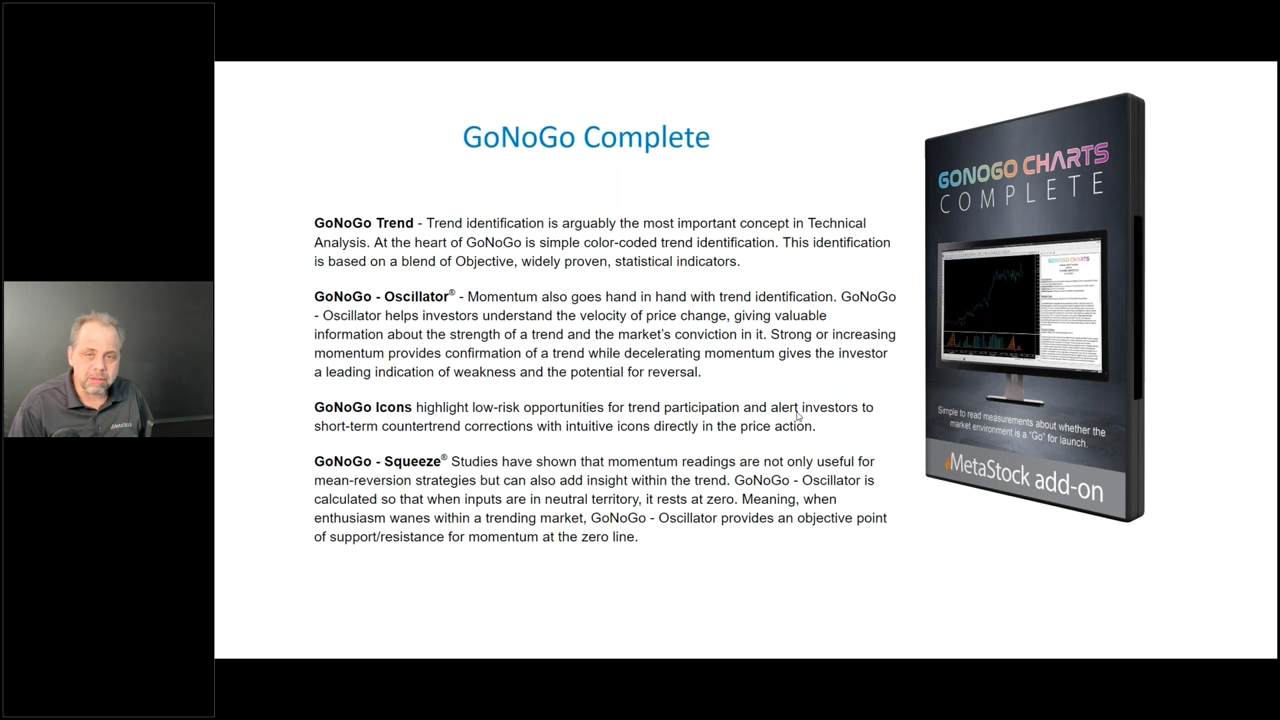 GoNoGo Complete
GoNoGo Trend - Trend identification is arguably the most important concept in Technical
Analysis. At the heart of GoNoGo is simple color-coded trend identification. This identification
is based on a blend of Objective, widely proven, statistical indicators.
GoNoGo - Oscillator® - Momentum also goes hand in hand with trend identification. GoNoGo
- Oscillator helps investors understand the velocity of price change, giving valuable
information about the strength of a trend and the market's conviction in it. Strong or increasing
momentum provides confirmation of a trend while decelerating momentum gives the investor
a leading indication of weakness and the potential for reversal.
GoNoGo Icons highlight low-risk opportunities for trend participation and alert investors to
short-term countertrend corrections with intuitive icons directly in the price action.
GoNoGo - Squeeze® Studies have shown that momentum readings are not only useful for
mean-reversion strategies but can also add insight within the trend. GoNoGo - Oscillator is
calculated so that when inputs are in neutral territory, it rests at zero. Meaning, when
enthusiasm wanes within a trending market, GoNoGo - Oscillator provides an objective point
of support/resistance for momentum at the zero line.
GONOGO CHARTS
COMPLETE
GONOGO CHARTS
Simple to read measurements about whether the
market environment is a "Go" for launch.
MetaStock add-on
MetaStock